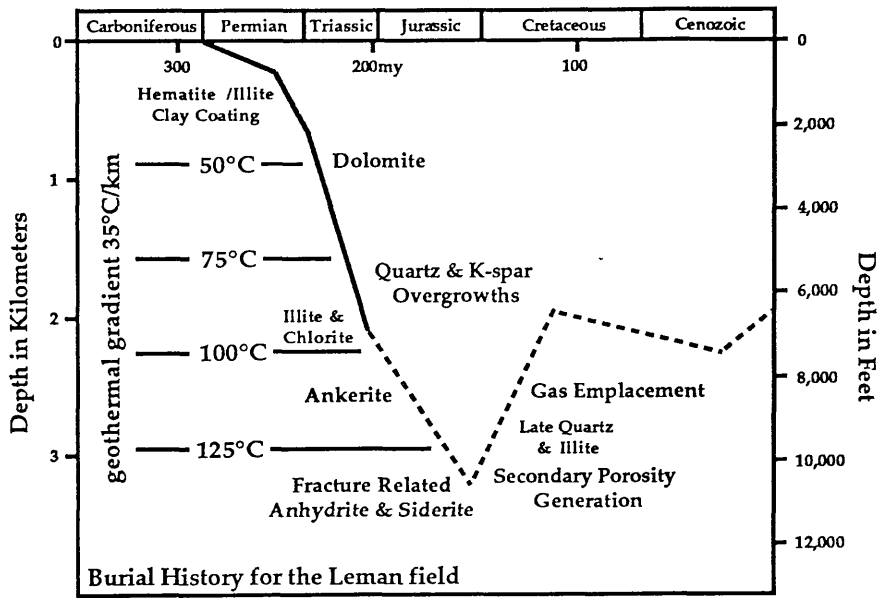 Carboniferous Permian Triassic Jurassic Cretaceous Cenozoic
0 0
300 200my 100
Hematite /Illite
Clay Coating
2,000
50°C Dolomite
1
4,000
geothermal gradient 35°C/km
Depth in Kilometers
Depth in Feet
75°C
Quartz & K-spar
Overgrowths
6,000
Illite &
Chlorite
2
100°C
8,000
Ankerite Gas Emplacement
Late Quartz
& Illite
125°C
3
10,000
Fracture Related
Anhydrite & Siderite
Secondary Porosity
Generation
12,000
Burial History for the Leman field